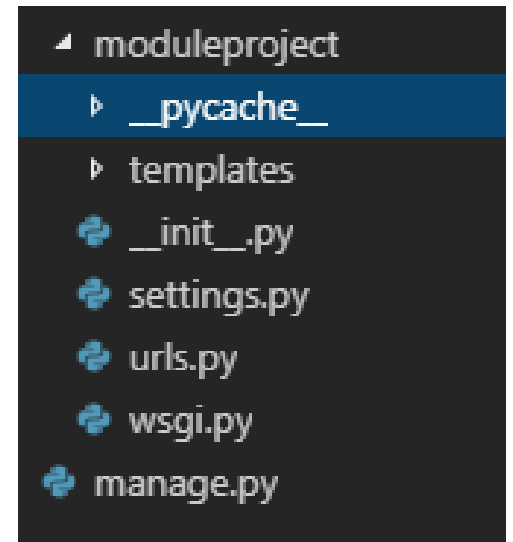 moduleproject
__pycache__
templates
__init__.py
settings.py
urls.py
wsgi.py
manage.py